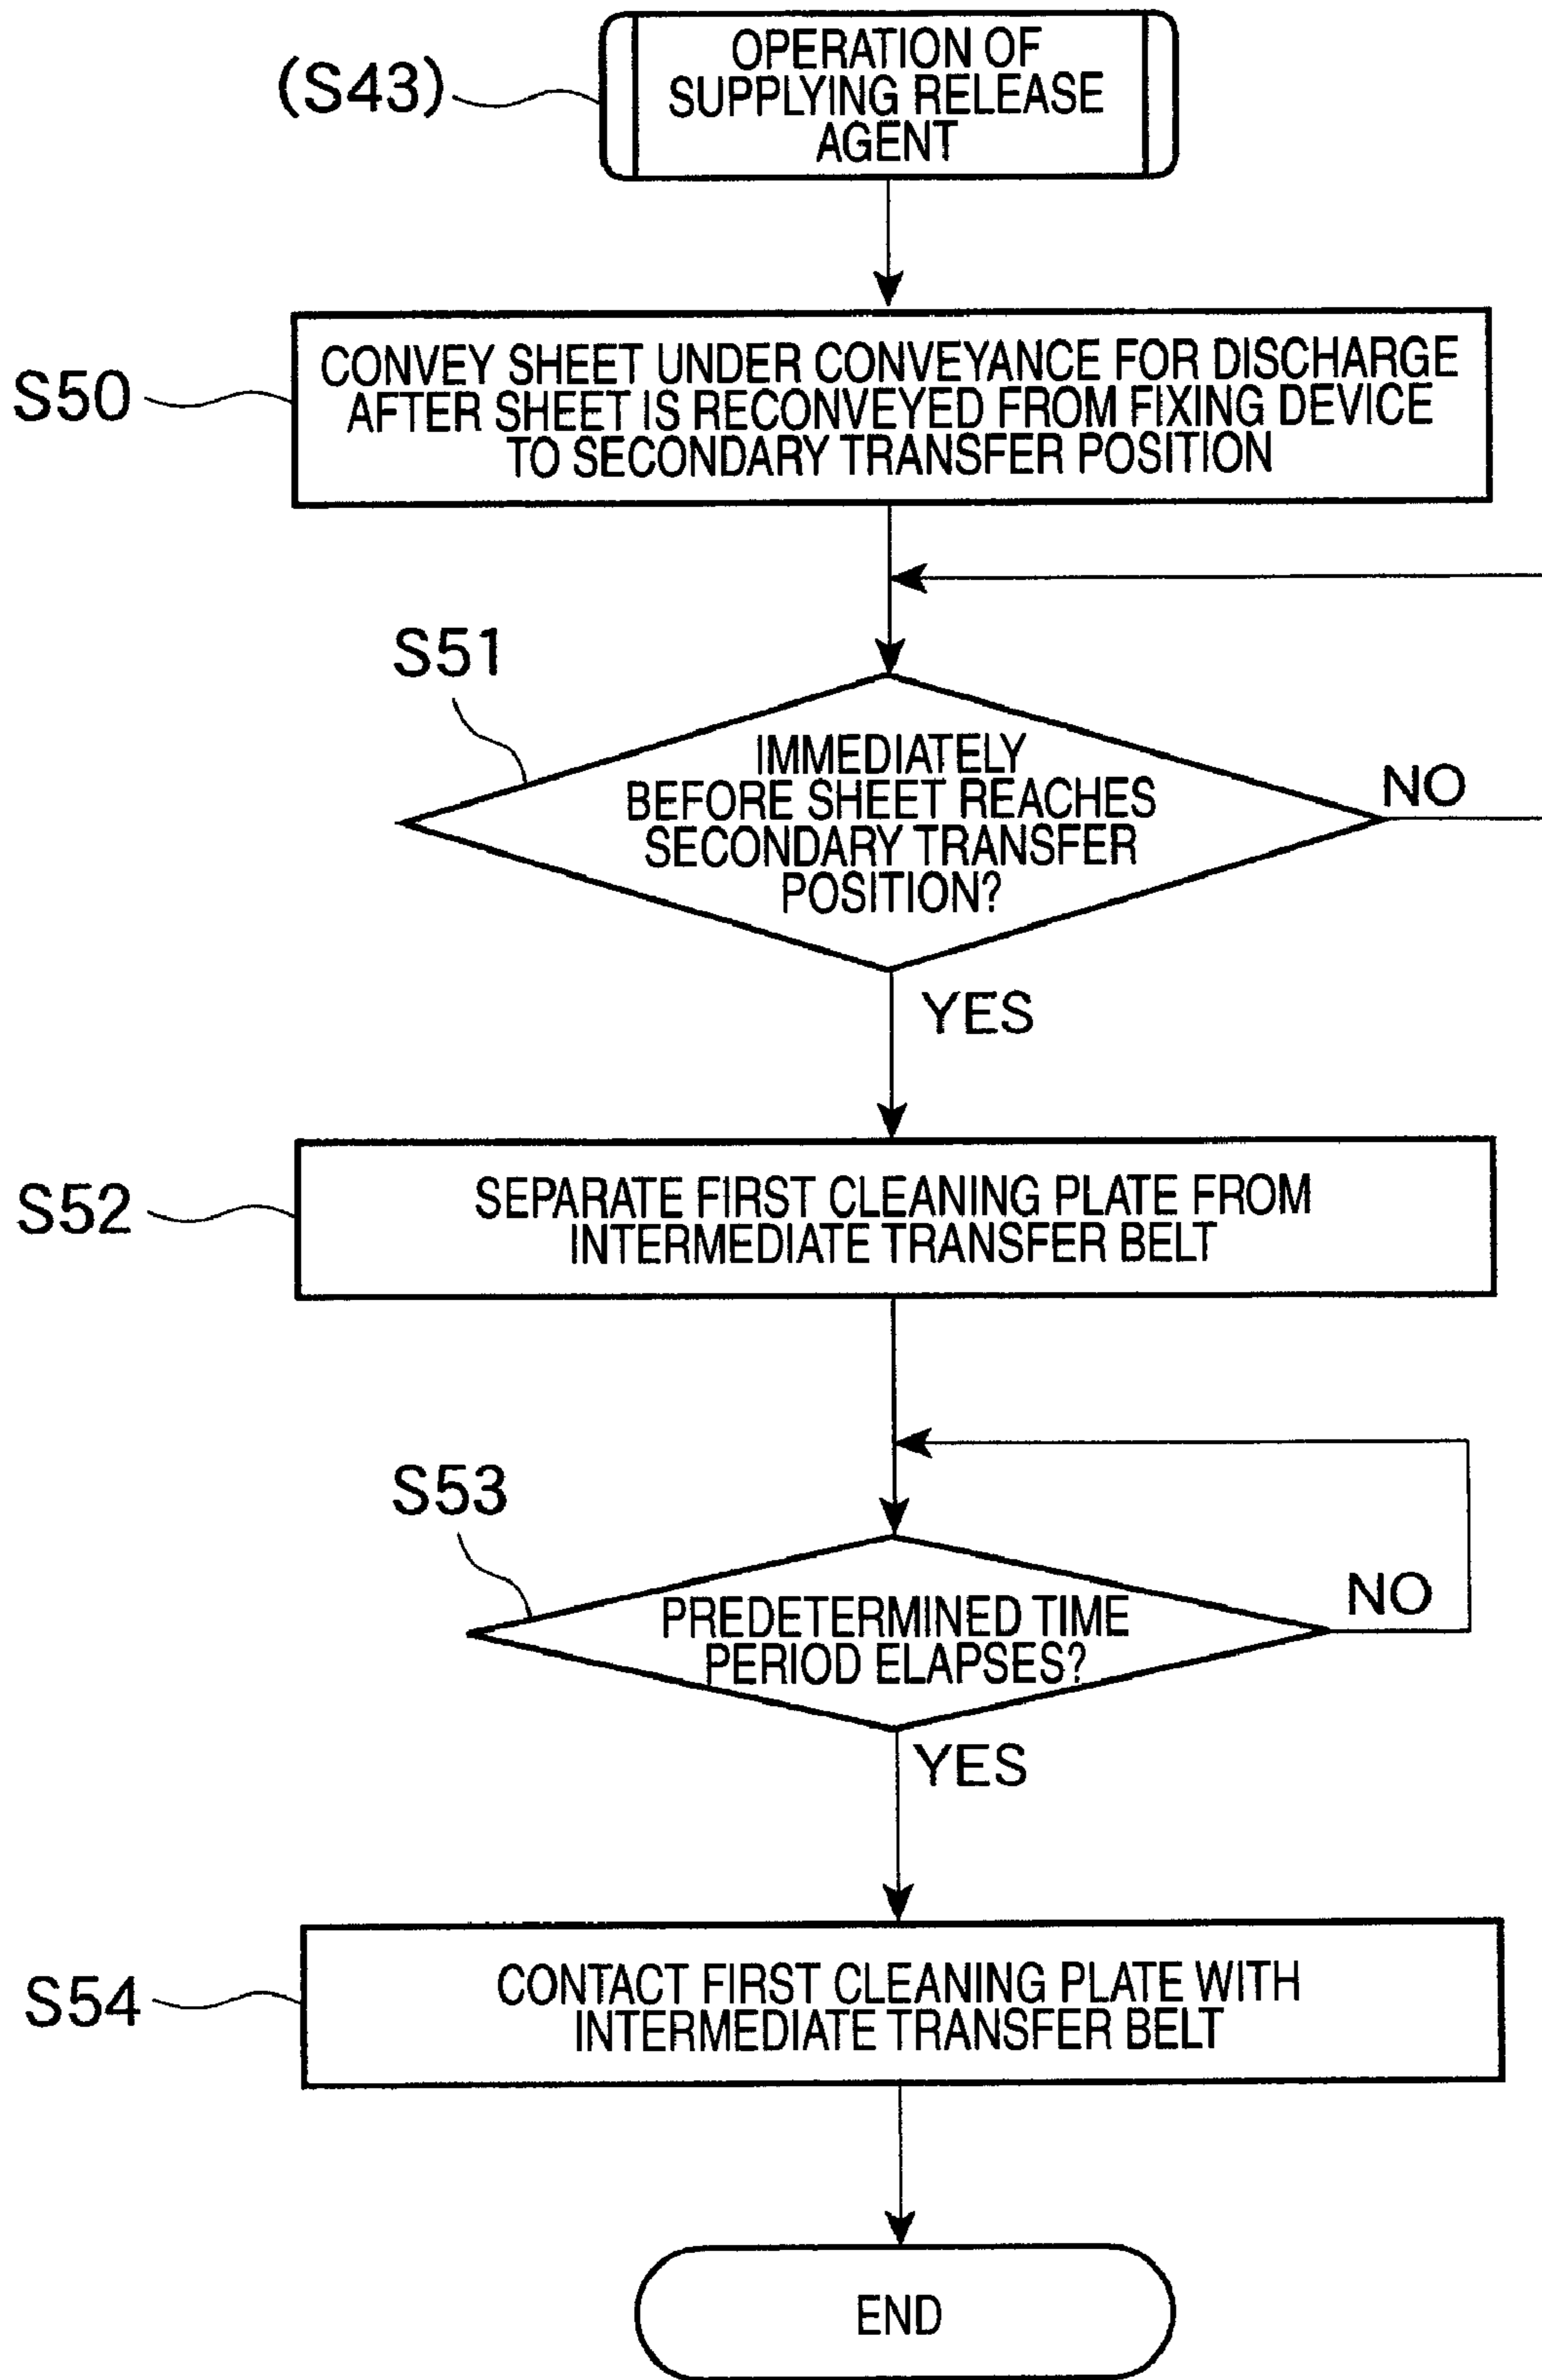 (S43)
OPERATION OF
SUPPLYING RELEASE
AGENT
S50
CONVEY SHEET UNDER CONVEYANCE FOR DISCHARGE
AFTER SHEET IS RECONVEYED FROM FIXING DEVICE
TO SECONDARY TRANSFER POSITION
S51
IMMEDIATELY
BEFORE SHEET REACHES
SECONDARY TRANSFER
POSITION?
NO
YES
S52
SEPARATE FIRST CLEANING PLATE FROM
INTERMEDIATE TRANSFER BELT
S53
PREDETERMINED TIME
PERIOD ELAPSES?
NO
YES
S54
CONTACT FIRST CLEANING PLATE WITH
INTERMEDIATE TRANSFER BELT
END